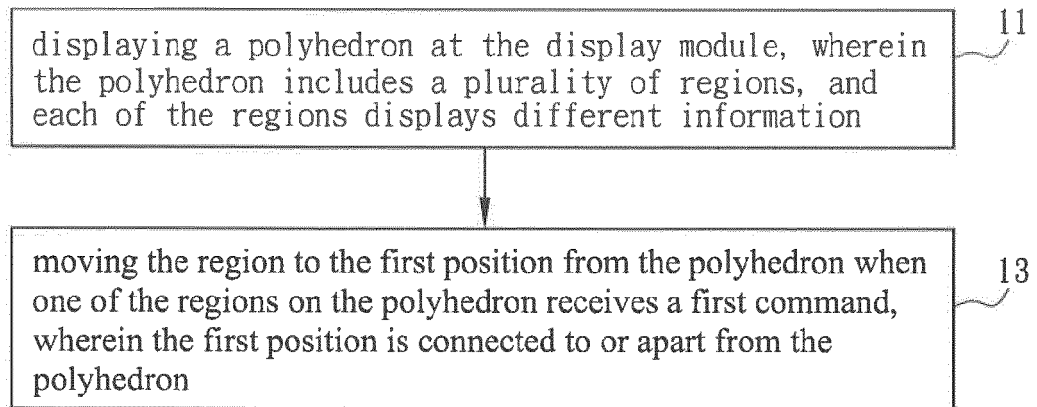 11
displaying a polyhedron at the display module, wherein
the polyhedron includes a plurality of regions, and
each of the regions displays different information
moving the region to the first position from the polyhedron when
one of the regions on the polyhedron receives a first command,
wherein the first position is connected to or apart from the
polyhedron
13